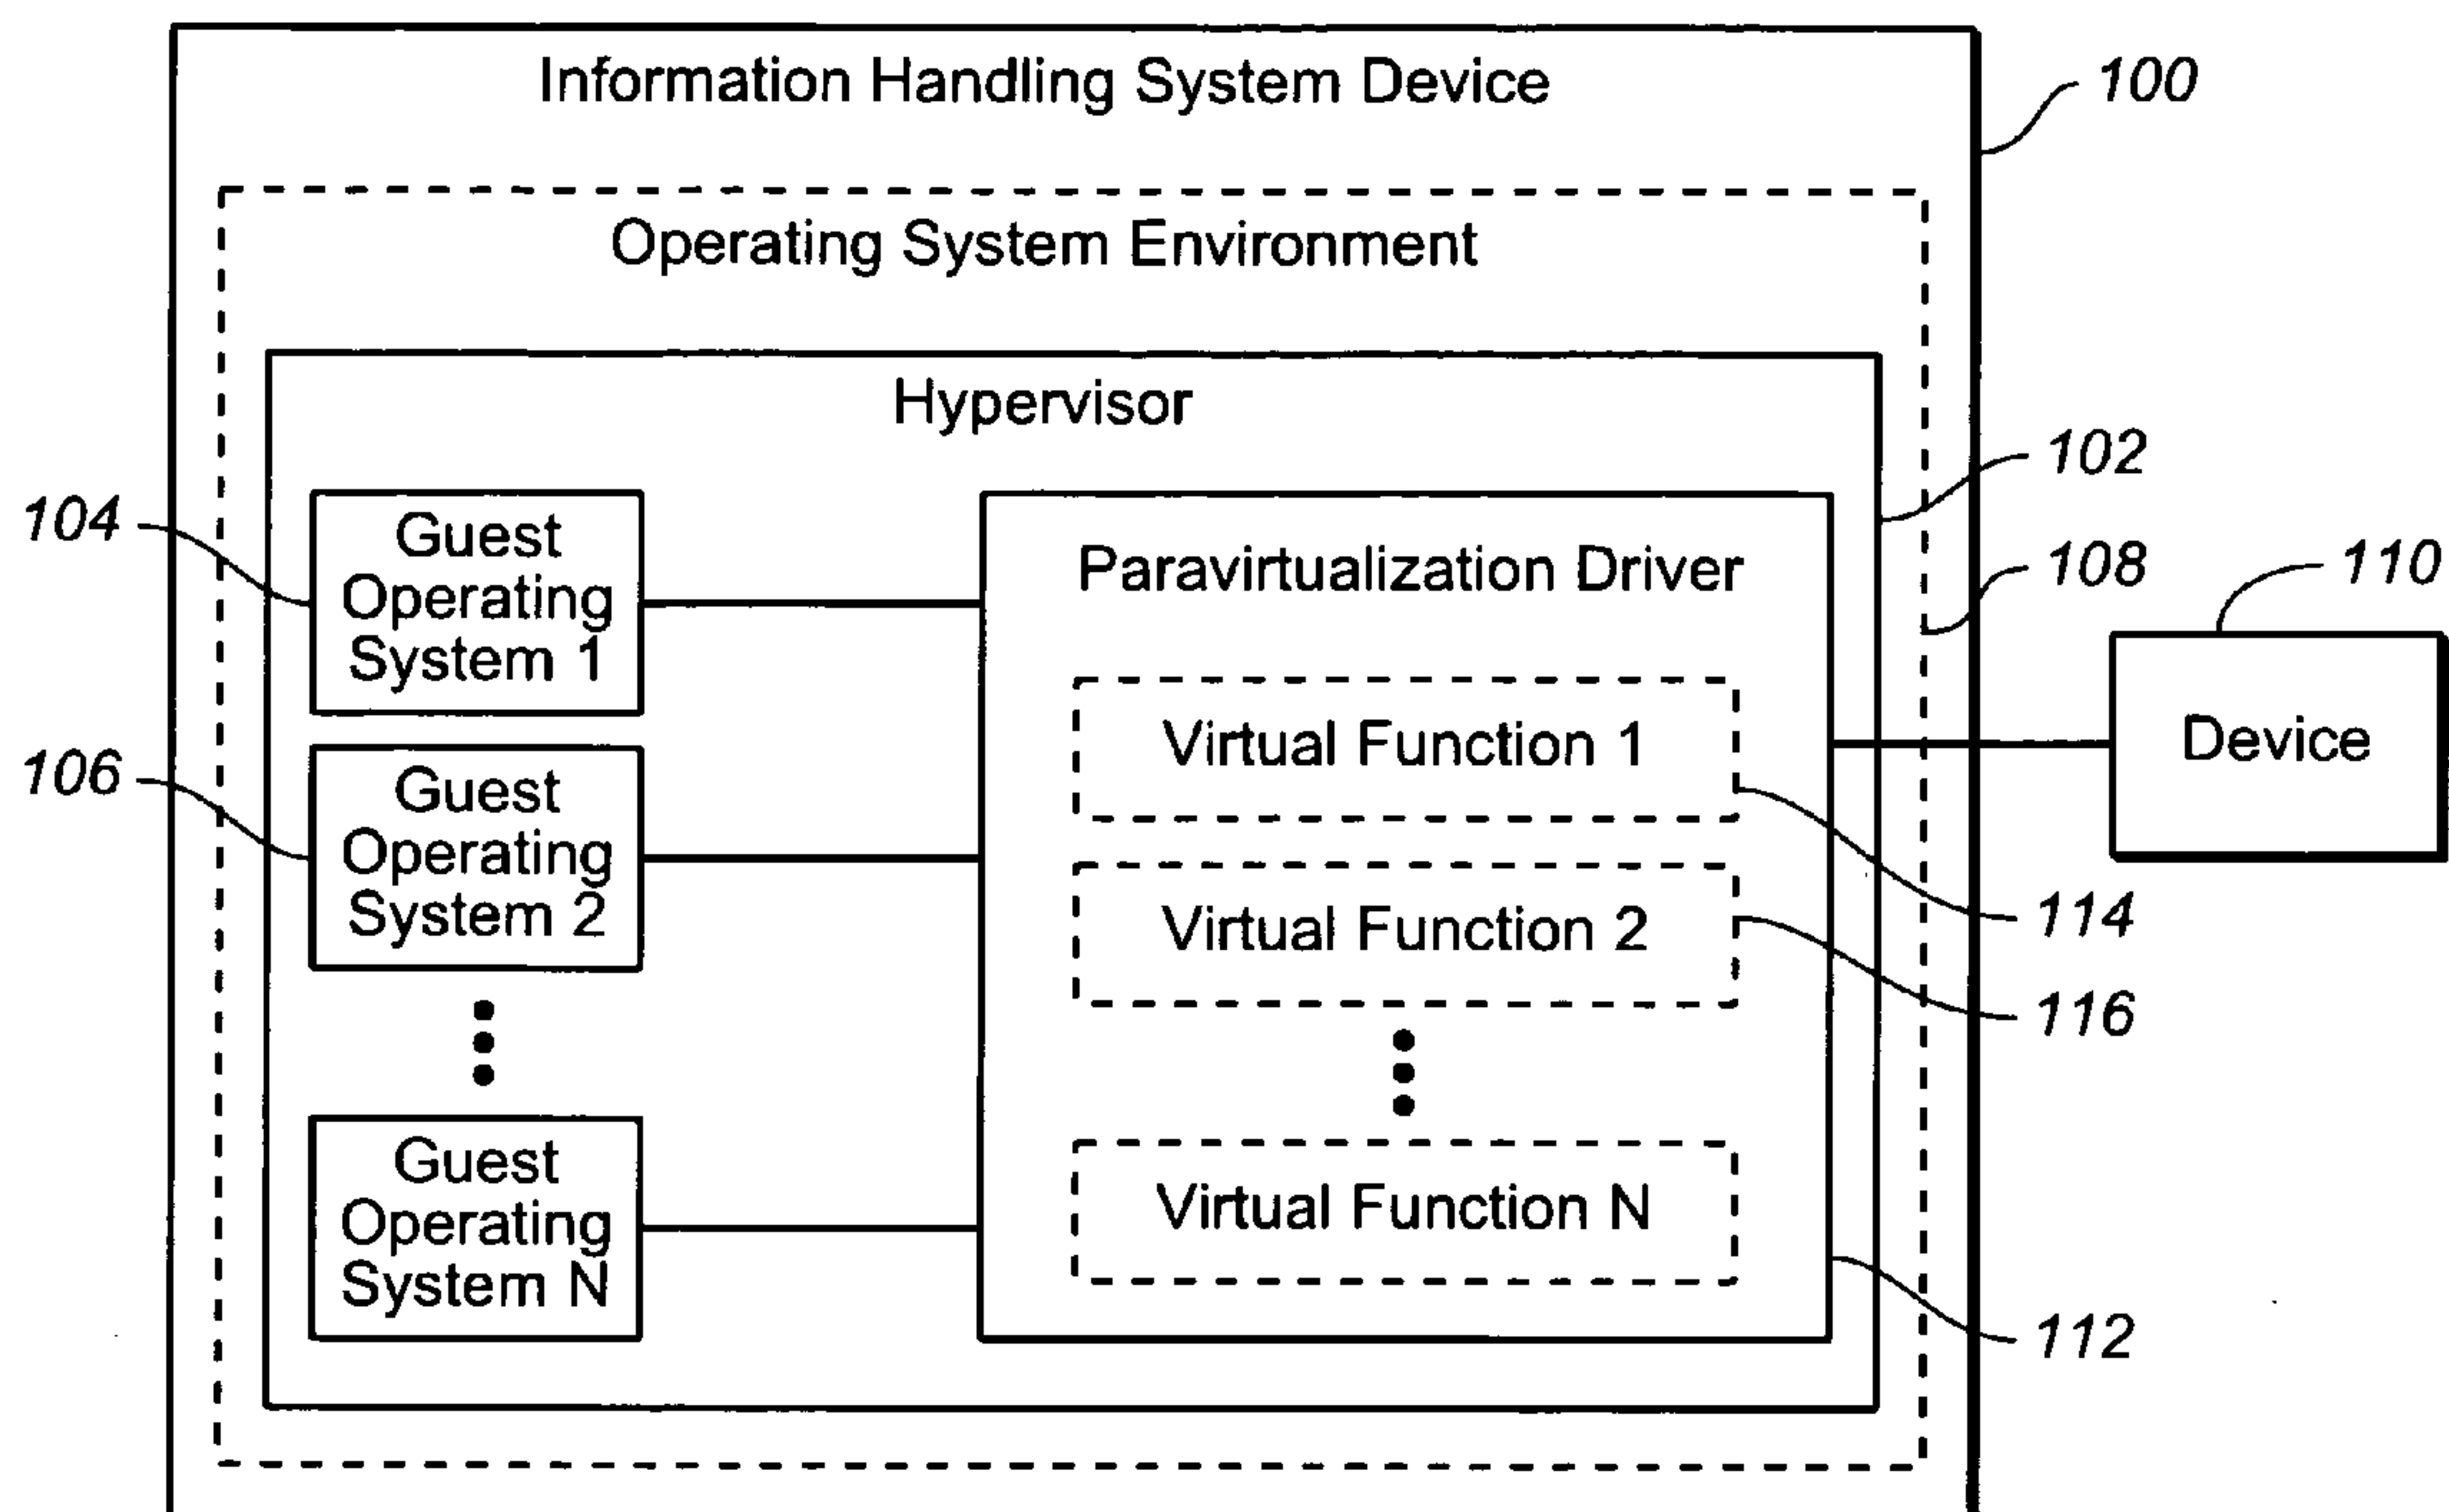 Information Handling System Device
100
Operating System Environment
Hypervisor
102
104
Guest
Operating
System 1
Paravirtualization Driver
108
110
Device
106
Guest
Operating
System 2
Virtual Function 1
114
Virtual Function 2
116
Guest
Operating
System N
Virtual Function N
112